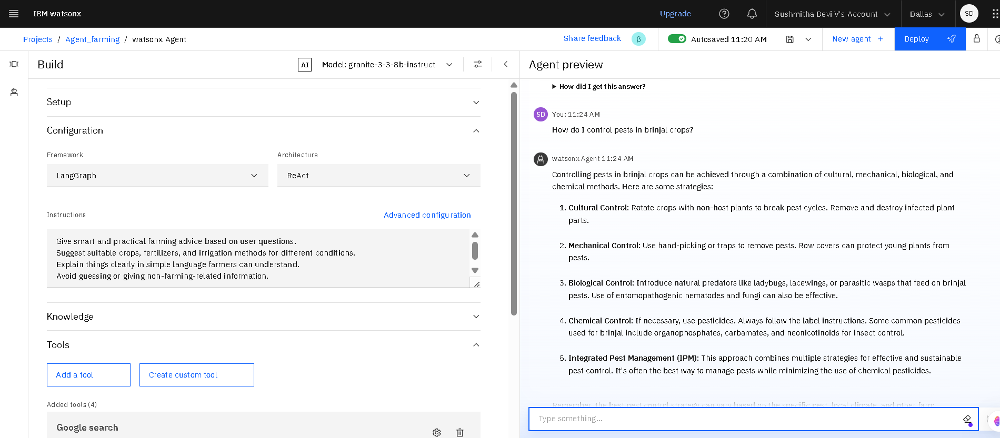 IBM watsonx
Upgrade
Sushmitha Devi V's Account
Dallas
SD
Projects / Agent_farming / watsonx Agent
Share feedback
β
Autosaved 11:20 AM
New agent +
Deploy
Build
AI
Model: granite-3-3-8b-instruct
Setup
Configuration
Framework
Architecture
LangGraph
ReAct
Instructions
Advanced configuration
Give smart and practical farming advice based on user questions.
Suggest suitable crops, fertilizers, and irrigation methods for different conditions.
Explain things clearly in simple language farmers can understand.
Avoid guessing or giving non-farming-related information.
Knowledge
Tools
Add a tool
Create custom tool
Added tools (4)
Google search
Agent preview
How did I get this answer?
SD
You: 11:24 AM
How do I control pests in brinjal crops?
watsonx Agent 11:24 AM
Controlling pests in brinjal crops can be achieved through a combination of cultural, mechanical, biological, and
chemical methods. Here are some strategies:
1. Cultural Control: Rotate crops with non-host plants to break pest cycles. Remove and destroy infected plant
parts.
2. Mechanical Control: Use hand-picking or traps to remove pests. Row covers can protect young plants from
pests.
3. Biological Control: Introduce natural predators like ladybugs, lacewings, or parasitic wasps that feed on brinjal
pests. Use of entomopathogenic nematodes and fungi can also be effective.
4. Chemical Control: If necessary, use pesticides. Always follow the label instructions. Some common pesticides
used for brinjal include organophosphates, carbamates, and neonicotinoids for insect control.
5. Integrated Pest Management (IPM): This approach combines multiple strategies for effective and sustainable
pest control. It's often the best way to manage pests while minimizing the use of chemical pesticides.
Remember, the best pest control strategy can vary based on the specific pest, local climate, and other farm
Type something...